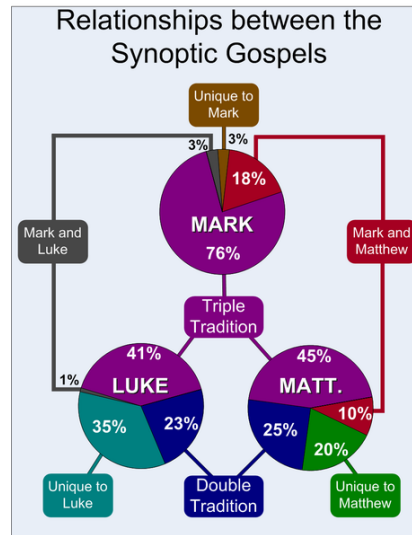 Relationships between the
Synoptic Gospels
Unique to
Mark
3%
3%
18%
MARK
76%
Mark and
Luke
Mark and
Matthew
Triple
Tradition
41%
45%
1%
LUKE
MATT.
35%
23%
25%
10%
20%
Unique to
Luke
Double
Tradition
Unique to
Matthew